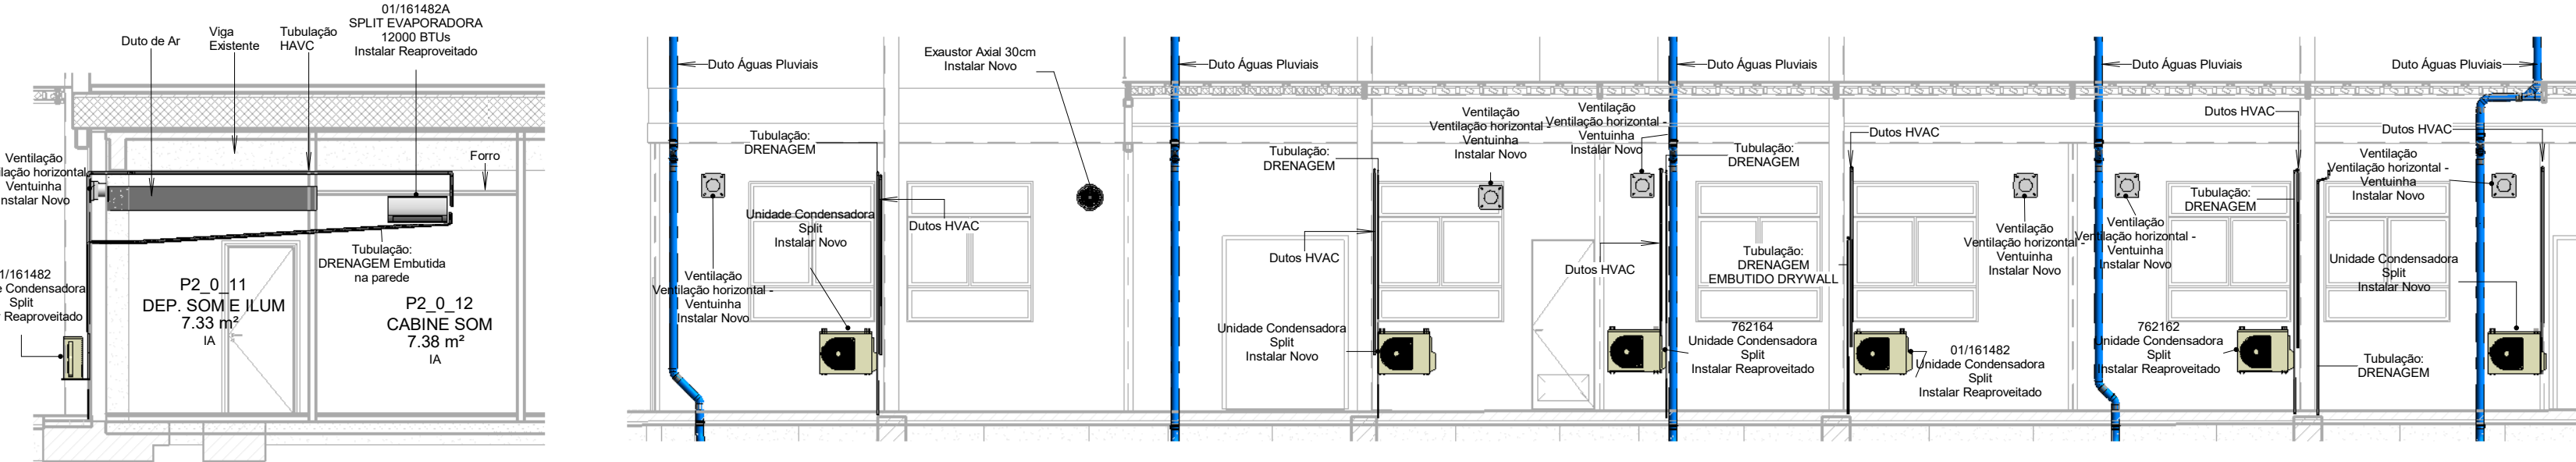 01/161482A
SPLIT EVAPORADORA
12000 BTUs
Instalar Reaproveitado
Duto de Ar
Viga
Existente
Tubulação
HAVC
Forro
Ventilação
lação horizontal
Ventuinha
nstalar Novo
Tubulação:
DRENAGEM Embutida
na parede
1/161482
e Condensadora
Split
r Reaproveitado
P2_0_11
DEP. SOM E ILUM
7.33 m²
IA
P2_0_12
CABINE SOM
7.38 m²
IA
Duto Águas Pluviais
Exaustor Axial 30cm
Instalar Novo
Duto Águas Pluviais
Duto Águas Pluviais
Duto Águas Pluviais
Duto Águas Pluviais
Tubulação:
DRENAGEM
Unidade Condensadora
Split
Instalar Novo
Dutos HVAC
Ventilação
Ventilação horizontal -
Ventuinha
Instalar Novo
Tubulação:
DRENAGEM
Dutos HVAC
Unidade Condensadora
Split
Instalar Novo
Ventilação
Ventilação horizontal -
Ventuinha
Instalar Novo
Ventilação
Ventilação horizontal -
Ventuinha
Instalar Novo
Dutos HVAC
Tubulação:
DRENAGEM
762164
Unidade Condensadora
Split
Instalar Reaproveitado
Tubulação:
DRENAGEM
EMBUTIDO DRYWALL
Dutos HVAC
01/161482
Unidade Condensadora
Split
Instalar Reaproveitado
Ventilação
Ventilação horizontal -
Ventuinha
Instalar Novo
Ventilação
Ventilação horizontal -
Ventuinha
Instalar Novo
762162
Unidade Condensadora
Split
Instalar Reaproveitado
Dutos HVAC
Tubulação:
DRENAGEM
Dutos HVAC
Ventilação
Ventilação horizontal -
Ventuinha
Instalar Novo
Unidade Condensadora
Split
Instalar Novo
Tubulação:
DRENAGEM